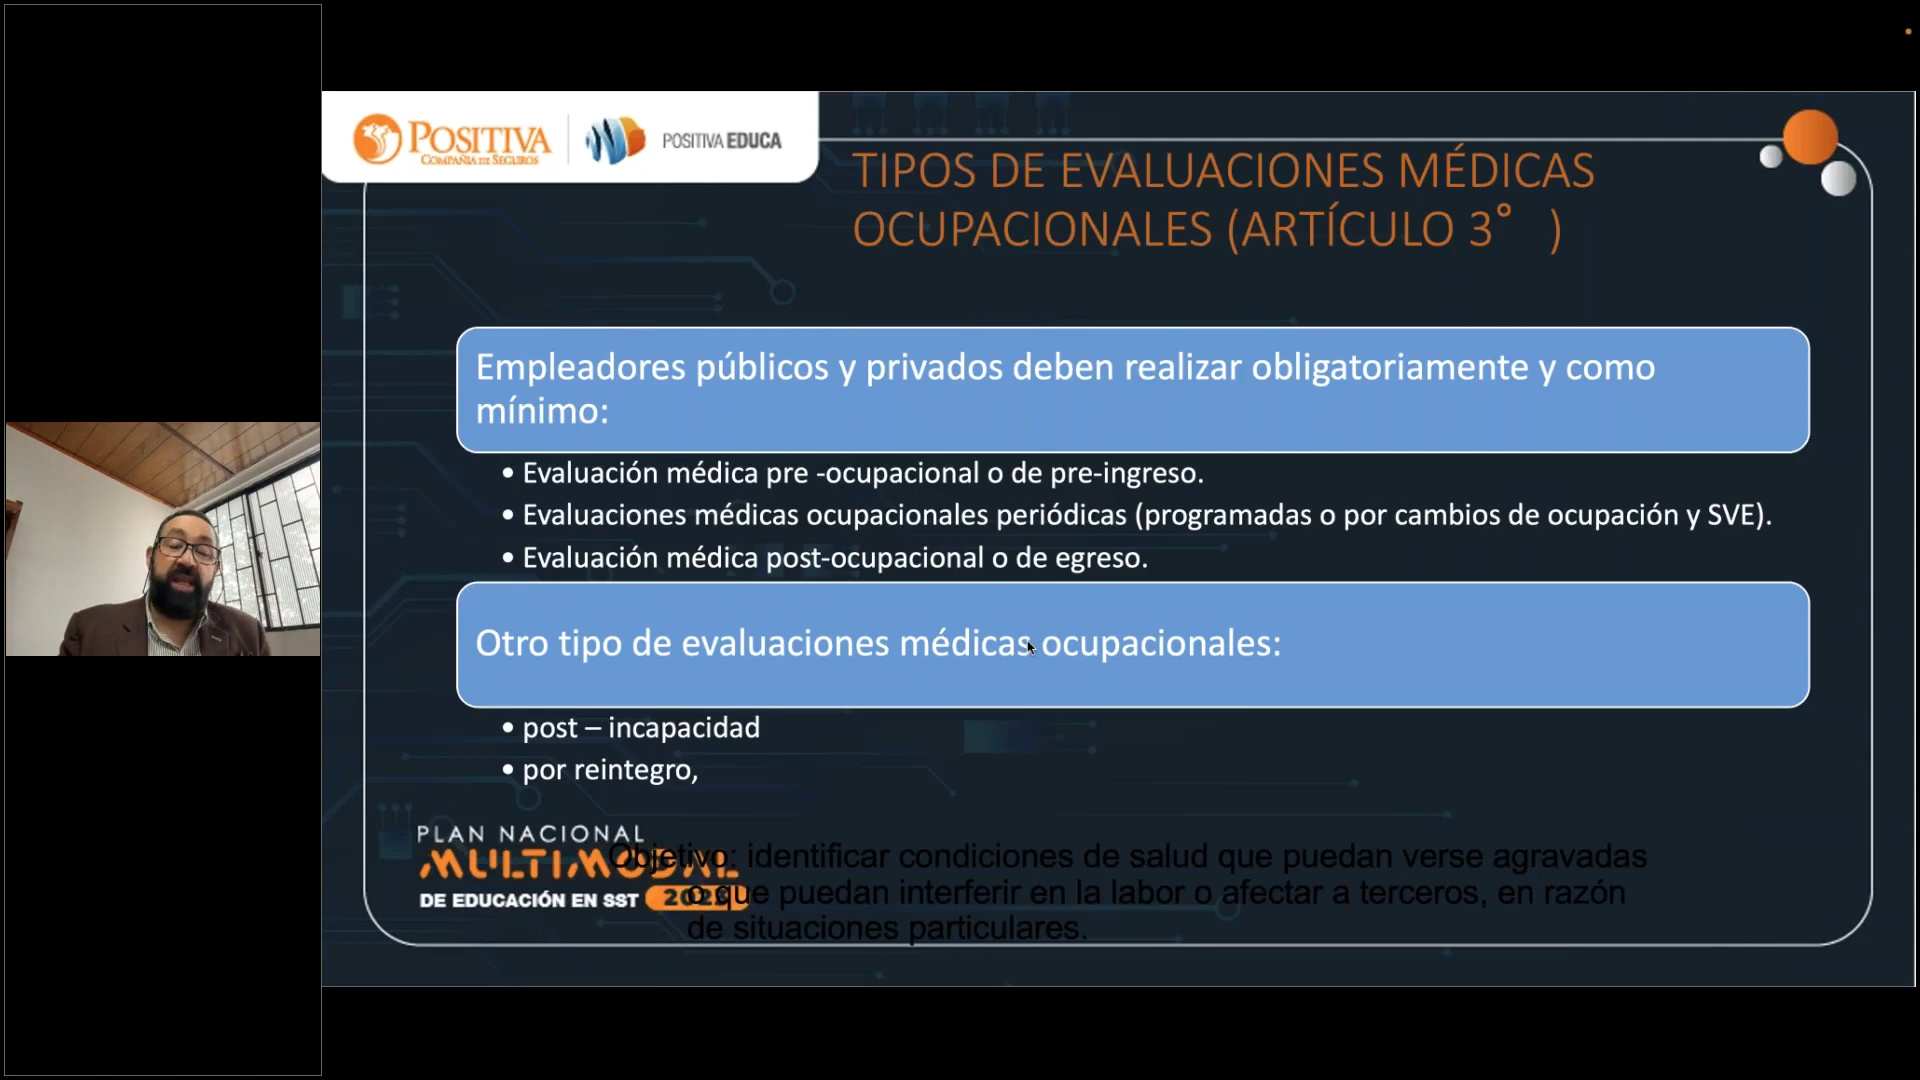 POSITIVA
COMPAÑIA DE SEGUROS
POSITIVA EDUCA
TIPOS DE EVALUACIONES MÉDICAS
OCUPACIONALES (ARTÍCULO 3° )
Empleadores públicos y privados deben realizar obligatoriamente y como
mínimo:
• Evaluación médica pre -ocupacional o de pre-ingreso.
• Evaluaciones médicas ocupacionales periódicas (programadas o por cambios de ocupación y SVE).
• Evaluación médica post-ocupacional o de egreso.
Otro tipo de evaluaciones médicas ocupacionales:
• post – incapacidad
• por reintegro,
PLAN NACIONAL
MULTIMODAL
DE EDUCACIÓN EN SST
Objetivo: identificar condiciones de salud que puedan verse agravadas
o que puedan interferir en la labor o afectar a terceros, en razón
de situaciones particulares.